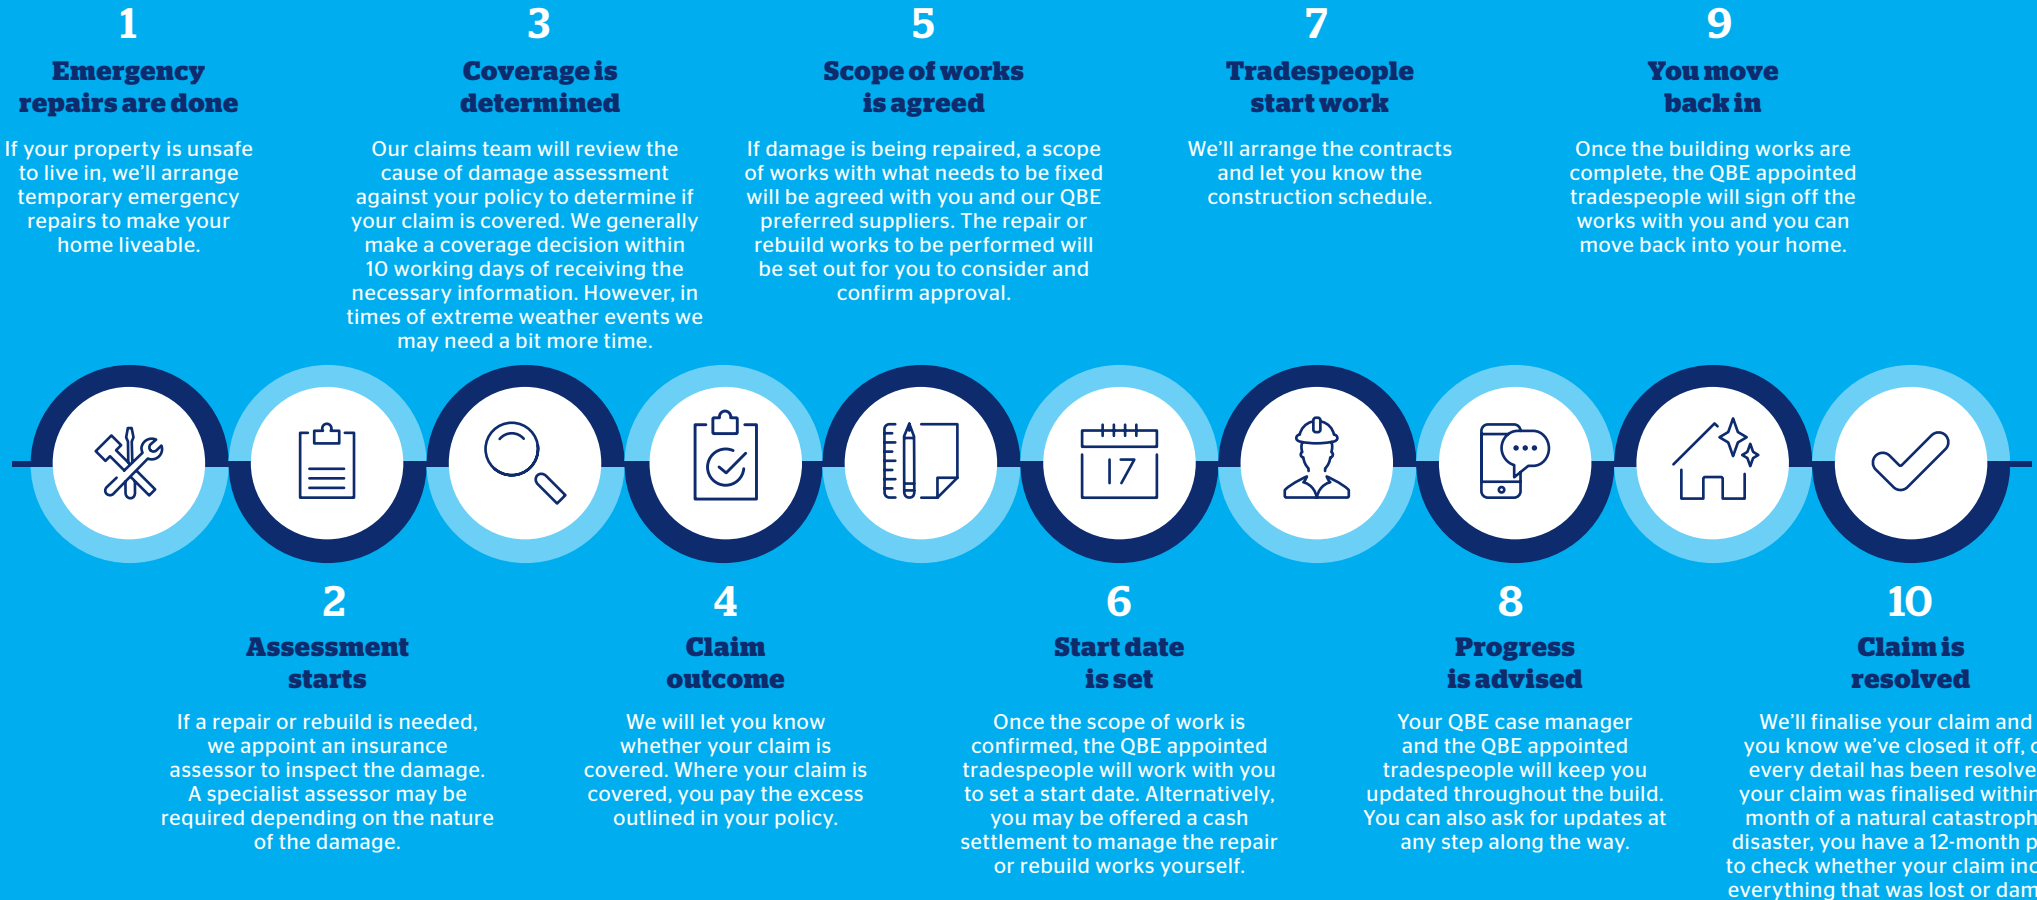 1
Emergency
repairs are done
If your property is unsafe
to live in, we’ll arrange
temporary emergency
repairs to make your
home liveable.
3
Coverage is
determined
Our claims team will review the
cause of damage assessment
against your policy to determine if
your claim is covered. We generally
make a coverage decision within
10 working days of receiving the
necessary information. However, in
times of extreme weather events we
may need a bit more time.
5
Scope of works
is agreed
If damage is being repaired, a scope
of works with what needs to be fixed
will be agreed with you and our QBE
preferred suppliers. The repair or
rebuild works to be performed will
be set out for you to consider and
confirm approval.
7
Tradespeople
start work
We’ll arrange the contracts
and let you know the
construction schedule.
9
You move
back in
Once the building works are
complete, the QBE appointed
tradespeople will sign off the
works with you and you can
move back into your home.
17
2
Assessment
starts
If a repair or rebuild is needed,
we appoint an insurance
assessor to inspect the damage.
A specialist assessor may be
required depending on the nature
of the damage.
4
Claim
outcome
We will let you know
whether your claim is
covered. Where your claim is
covered, you pay the excess
outlined in your policy.
6
Start date
is set
Once the scope of work is
confirmed, the QBE appointed
tradespeople will work with you
to set a start date. Alternatively,
you may be offered a cash
settlement to manage the repair
or rebuild works yourself.
8
Progress
is advised
Your QBE case manager
and the QBE appointed
tradespeople will keep you
updated throughout the build.
You can also ask for updates at
any step along the way.
10
Claim is
resolved
We’ll finalise your claim and
you know we’ve closed it off,
every detail has been
your claim was finalised
month of a natural
disaster, you have a 12-month
to check whether your claim
everything that was lost or